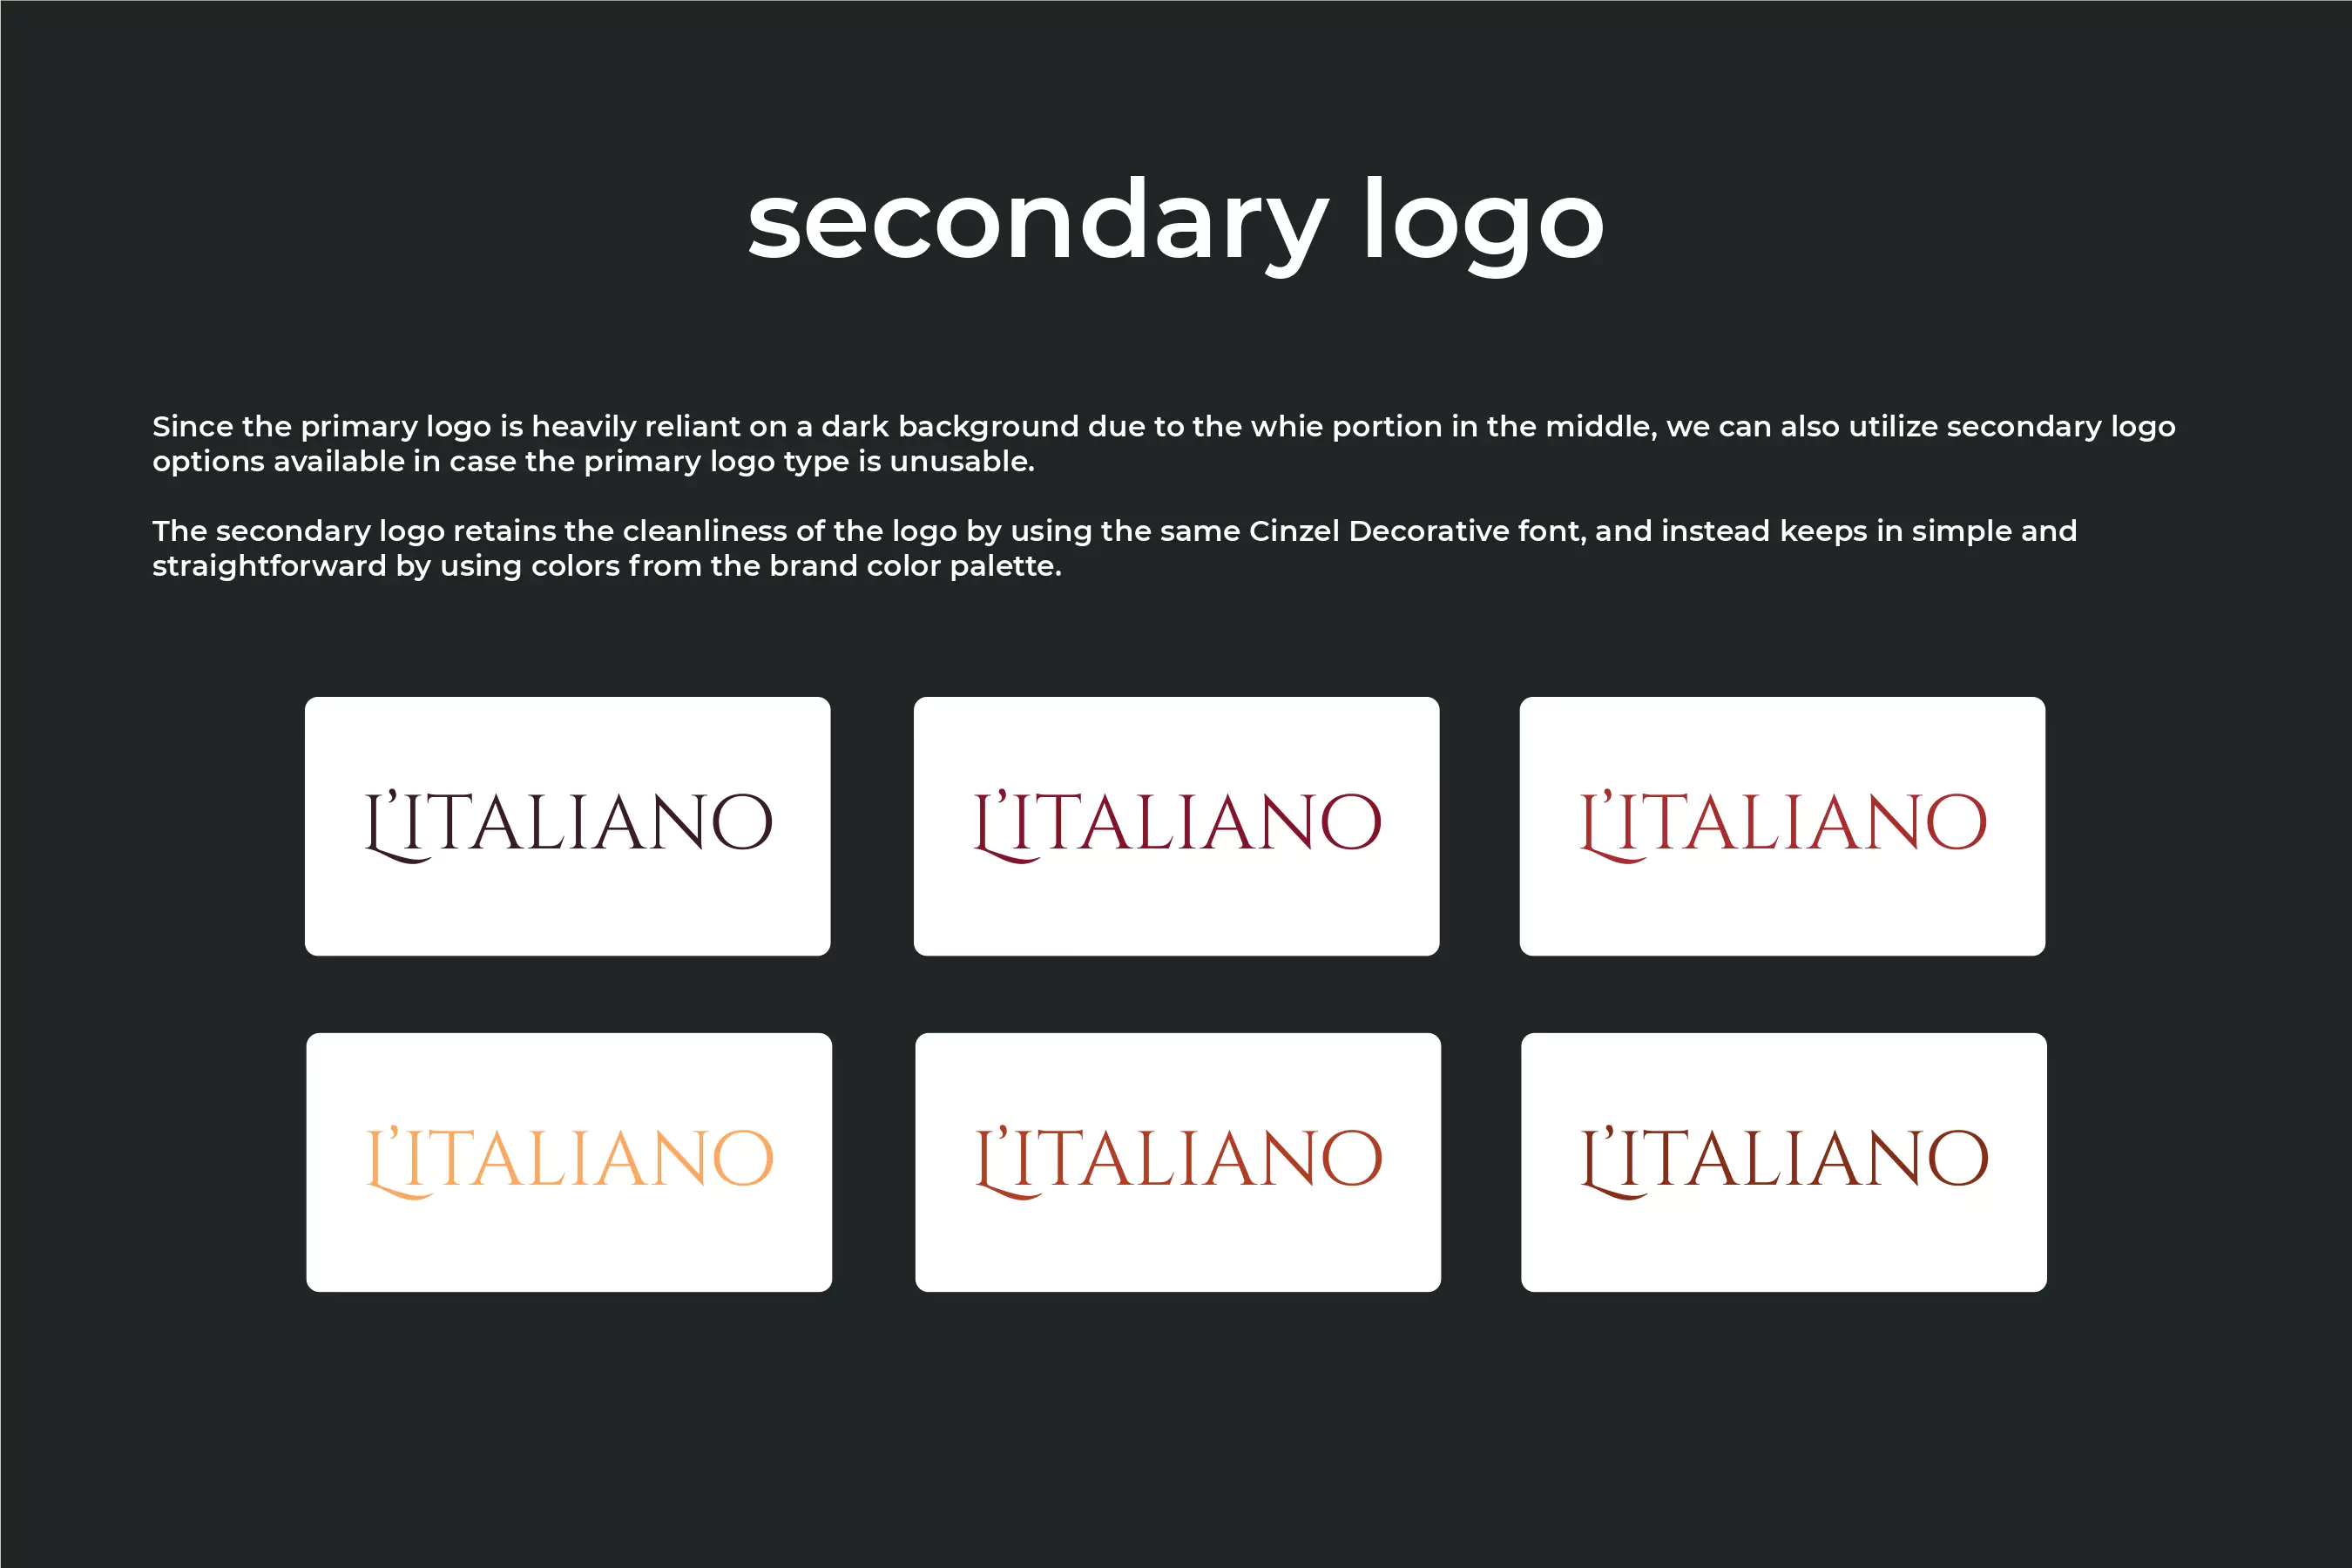 secondary logo
Since the primary logo is heavily reliant on a dark background due to the whie portion in the middle, we can also utilize secondary logo
options available in case the primary logo type is unusable.
The secondary logo retains the cleanliness of the logo by using the same Cinzel Decorative font, and instead keeps in simple and
straightforward by using colors from the brand color palette.
L'ITALIANO
L'ITALIANO
L'ITALIANO
L'ITALIANO
L'ITALIANO
L'ITALIANO